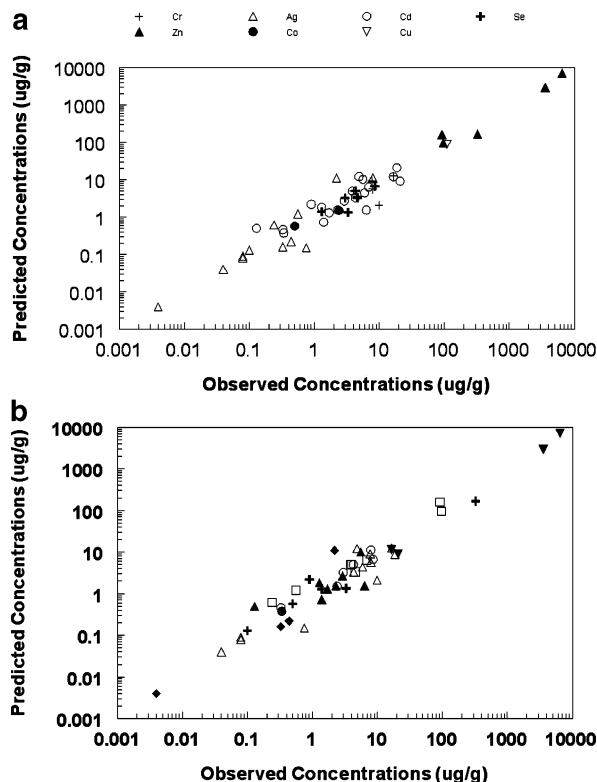 a
Cr Ag Cd Se
Zn Co Cu
Predicted Concentrations (ug/g)
10000
1000
100
10
1
0.1
0.01
0.001
0.001 0.01 0.1 1 10 100 1000 10000
Observed Concentrations (ug/g)
b
Predicted Concentrations (ug/g)
10000
1000
100
10
1
0.1
0.01
0.001
0.001 0.01 0.1 1 10 100 1000 10000
Observed Concentrations (ug/g)